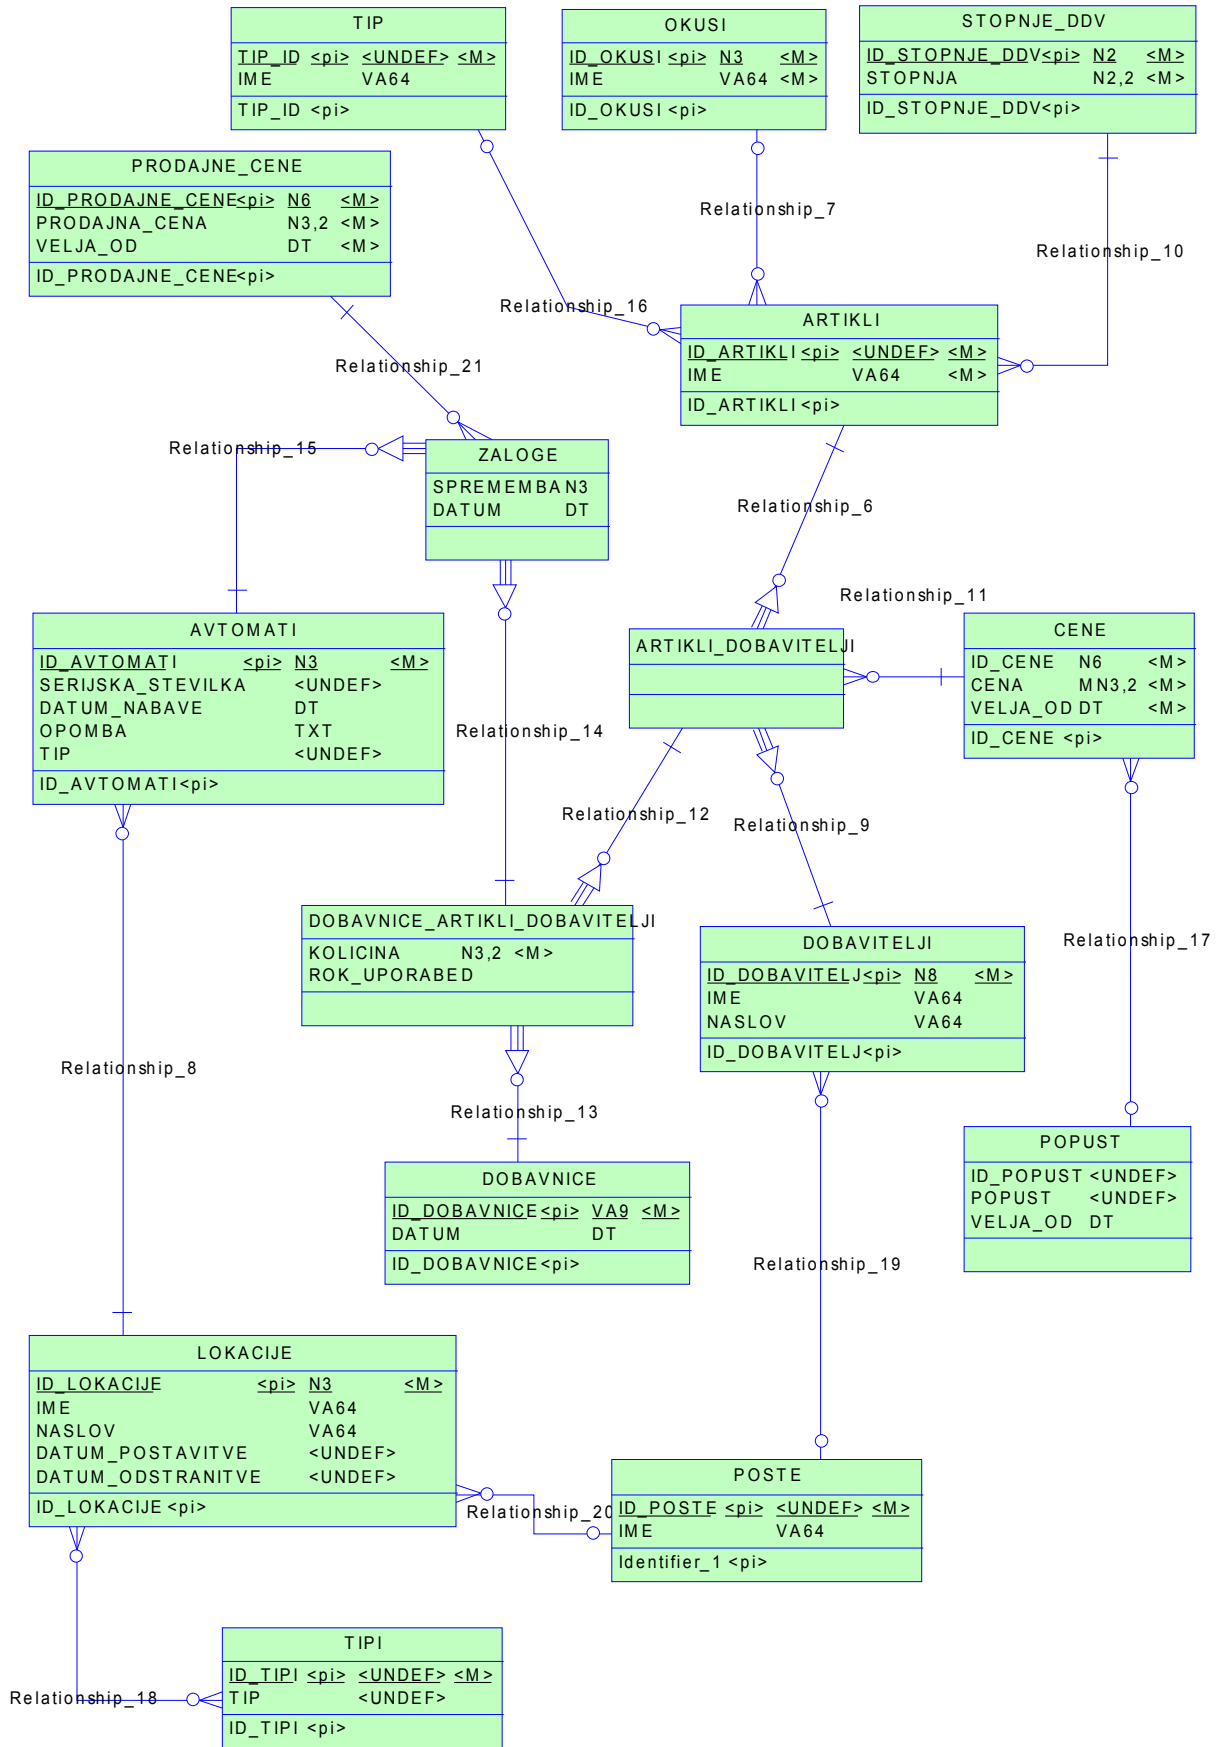 TIP
TIP_ID <pi> <UNDEF> <M>
IME VA64
TIP_ID <pi>
OKUSI
ID_OKUSI <pi> N3 <M>
IME VA64 <M>
ID_OKUSI <pi>
STOPNJE_DDV
ID_STOPNJE_DDV <pi> N2 <M>
STOPNJA N2,2 <M>
ID_STOPNJE_DDV <pi>
PRODAJNE_CENE
ID_PRODAJNE_CENE <pi> N6 <M>
PRODAJNA_CENA N3,2 <M>
VELJA_OD DT <M>
ID_PRODAJNE_CENE <pi>
Relationship_7
Relationship_10
Relationship_16
Relationship_21
ARTIKLI
ID_ARTIKLI <pi> <UNDEF> <M>
IME VA64 <M>
ID_ARTIKLI <pi>
Relationship_15
ZALOGE
SPREMEMBA N3
DATUM DT
Relationship_6
Relationship_11
AVTOMATI
ID_AVTOMATI <pi> N3 <M>
SERIJSKA_STEVILKA <UNDEF>
DATUM_NABAVE DT
OPOMBA TXT
TIP <UNDEF>
ID_AVTOMATI <pi>
ARTIKLI_DOBAVITELJI
CENE
ID_CENE N6 <M>
CENA MN3,2 <M>
VELJA_OD DT <M>
ID_CENE <pi>
Relationship_14
Relationship_12
Relationship_9
DOBAVNICE_ARTIKLI_DOBAVITELJI
KOLICINA N3,2 <M>
ROK_UPORABE D
DOBAVITELJI
ID_DOBAVITELJ <pi> N8 <M>
IME VA64
NASLOV VA64
ID_DOBAVITELJ <pi>
Relationship_17
Relationship_8
Relationship_13
DOBAVNICE
ID_DOBAVNICE <pi> VA9 <M>
DATUM DT
ID_DOBAVNICE <pi>
POPUST
ID_POPUST <UNDEF>
POPUST <UNDEF>
VELJA_OD DT
Relationship_19
LOKACIJE
ID_LOKACIJE <pi> N3 <M>
IME VA64
NASLOV VA64
DATUM_POSTAVITVE <UNDEF>
DATUM_ODSTRANITVE <UNDEF>
ID_LOKACIJE <pi>
Relationship_20
POSTE
ID_POSTE <pi> <UNDEF> <M>
IME VA64
Identifier_1 <pi>
Relationship_18
TIPI
ID_TIPI <pi> <UNDEF> <M>
TIP <UNDEF>
ID_TIPI <pi>